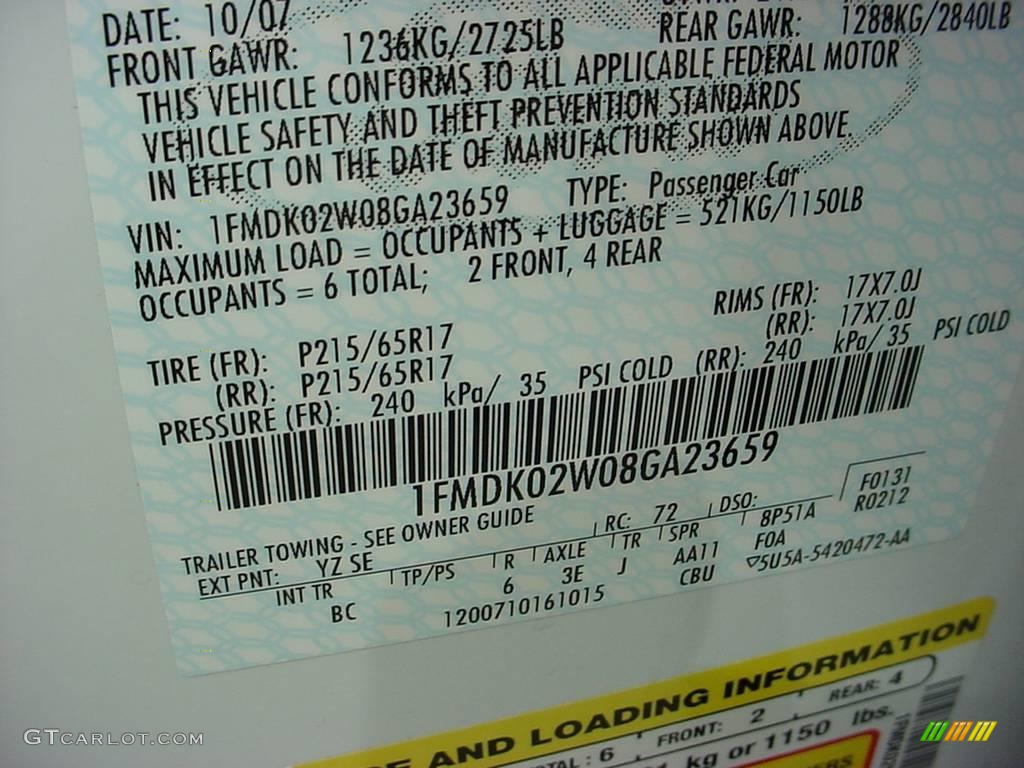 DATE: 10/07
FRONT GAWR: 1236KG/2725LB REAR GAWR: 1288KG/2840LB
THIS VEHICLE CONFORMS TO ALL APPLICABLE FEDERAL MOTOR
VEHICLE SAFETY AND THEFT PREVENTION STANDARDS
IN EFFECT ON THE DATE OF MANUFACTURE SHOWN ABOVE.
VIN: 1FMDK02W08GA23659 TYPE: Passenger Car
MAXIMUM LOAD = OCCUPANTS + LUGGAGE = 521KG/1150LB
OCCUPANTS = 6 TOTAL; 2 FRONT, 4 REAR
TIRE (FR): P215/65R17 RIMS (FR): 17X7.0J
(RR): P215/65R17 (RR): 17X7.0J
PRESSURE (FR): 240 kPa/ 35 PSI COLD (RR): 240 kPa/ 35 PSI COLD
1FMDK02W08GA23659
TRAILER TOWING - SEE OWNER GUIDE RC: 72 DSO: F0131
EXT PNT: YZ SE R0212
INT TR TP/PS R AXLE TR SPR 8P51A
BC 6 3E J AA11 F0A
1200710161015 CBU 5U5A-5420472-AA
AND LOADING INFORMATION
: 6 FRONT: 2 REAR: 4
kg or 1150 lbs.
GTCARLOT.COM